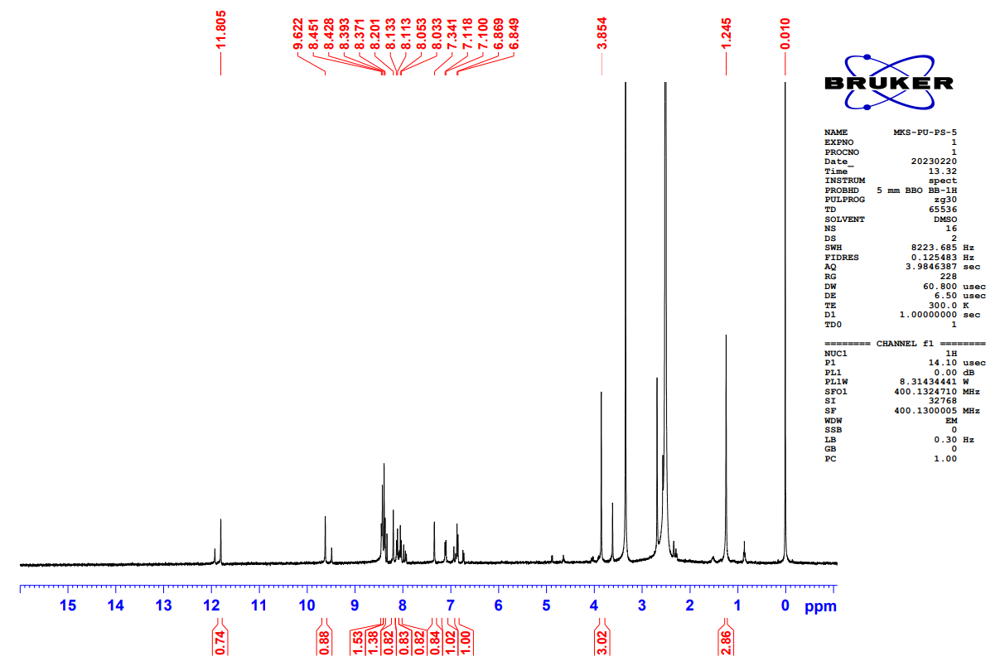 11.805
9.622
8.451
8.428
8.393
8.371
8.201
8.133
8.113
8.053
8.033
7.341
7.118
7.100
6.869
6.849
3.854
1.245
0.010
BRUKER
NAME MKS-PU-PS-5
EXPNO 1
PROCNO 1
Date_ 20230220
Time 13.32
INSTRUM spect
PROBHD 5 mm BBO BB-1H
PULPROG zg30
TD 65536
SOLVENT DMSO
NS 16
DS 2
SWH 8223.685 Hz
FIDRES 0.125483 Hz
AQ 3.9846387 sec
RG 228
DW 60.800 usec
DE 6.50 usec
TE 300.0 K
D1 1.00000000 sec
TD0 1
======== CHANNEL f1 ========
NUC1 1H
P1 14.10 usec
PL1 0.00 dB
PL1W 8.31434441 W
SFO1 400.1324710 MHz
SI 32768
SF 400.1300005 MHz
WDW EM
SSB 0
LB 0.30 Hz
GB 0
PC 1.00
15 14 13 12 11 10 9 8 7 6 5 4 3 2 1 0 ppm
0.74
0.88
1.53
1.38
0.82
0.83
0.82
0.84
1.02
1.00
3.02
2.86